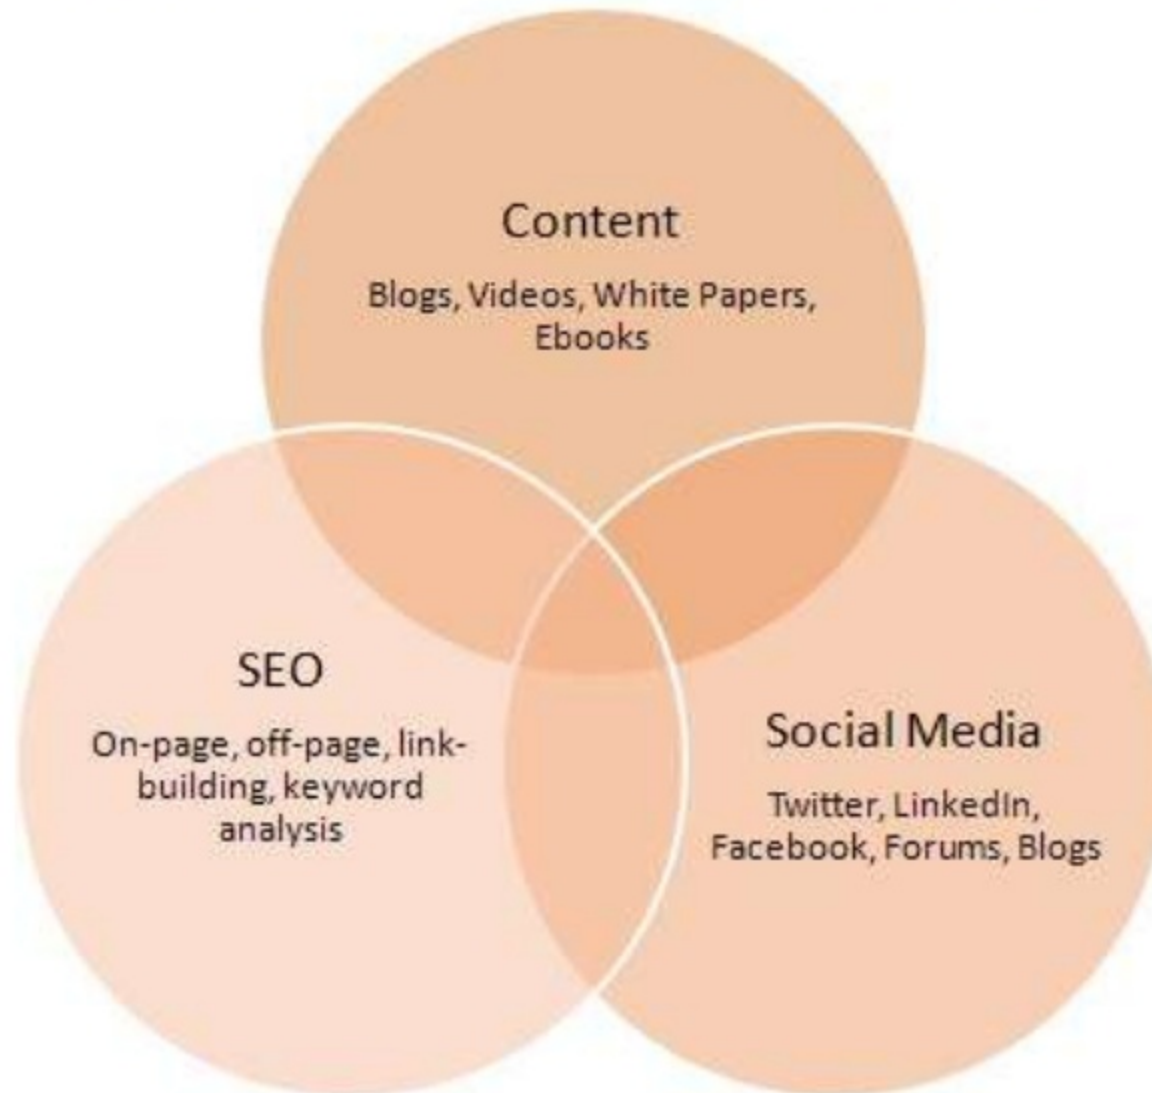 Content
Blogs, Videos, White Papers,
Ebooks
SEO
On-page, off-page, link-
building, keyword
analysis
Social Media
Twitter, LinkedIn,
Facebook, Forums, Blogs